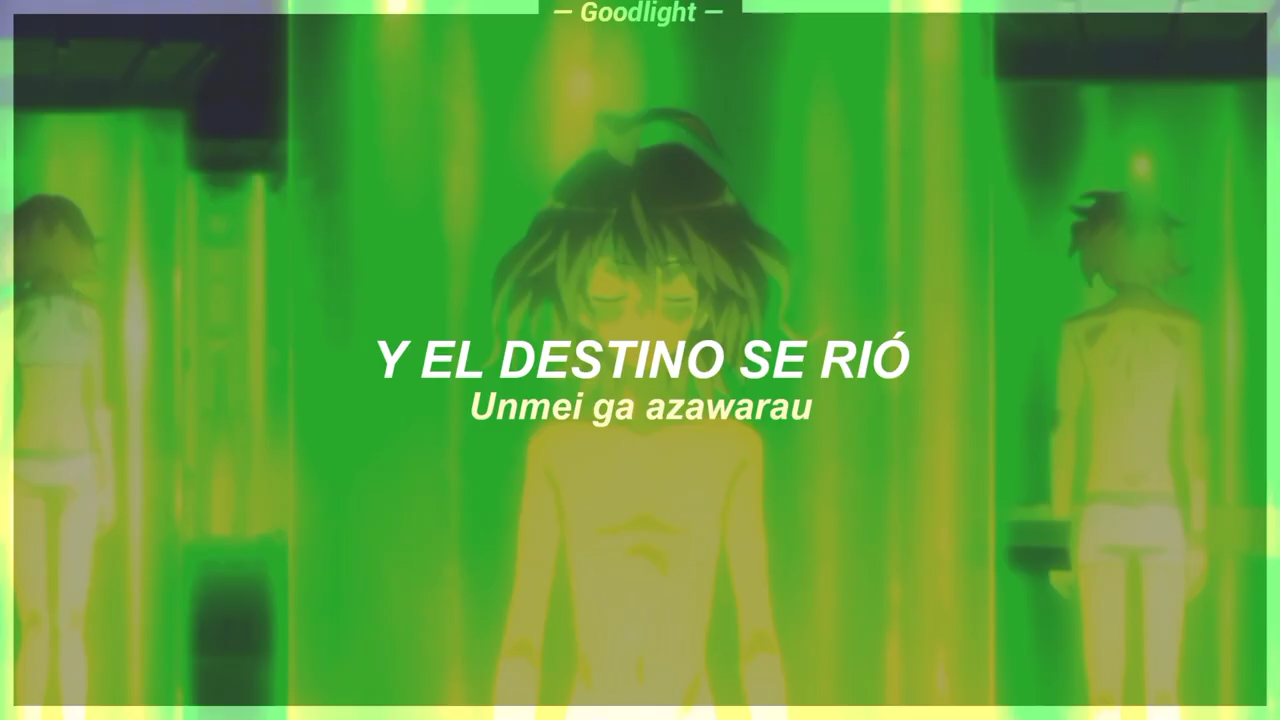 — Goodlight —
Y EL DESTINO SE RIÓ
Unmei ga azawarau